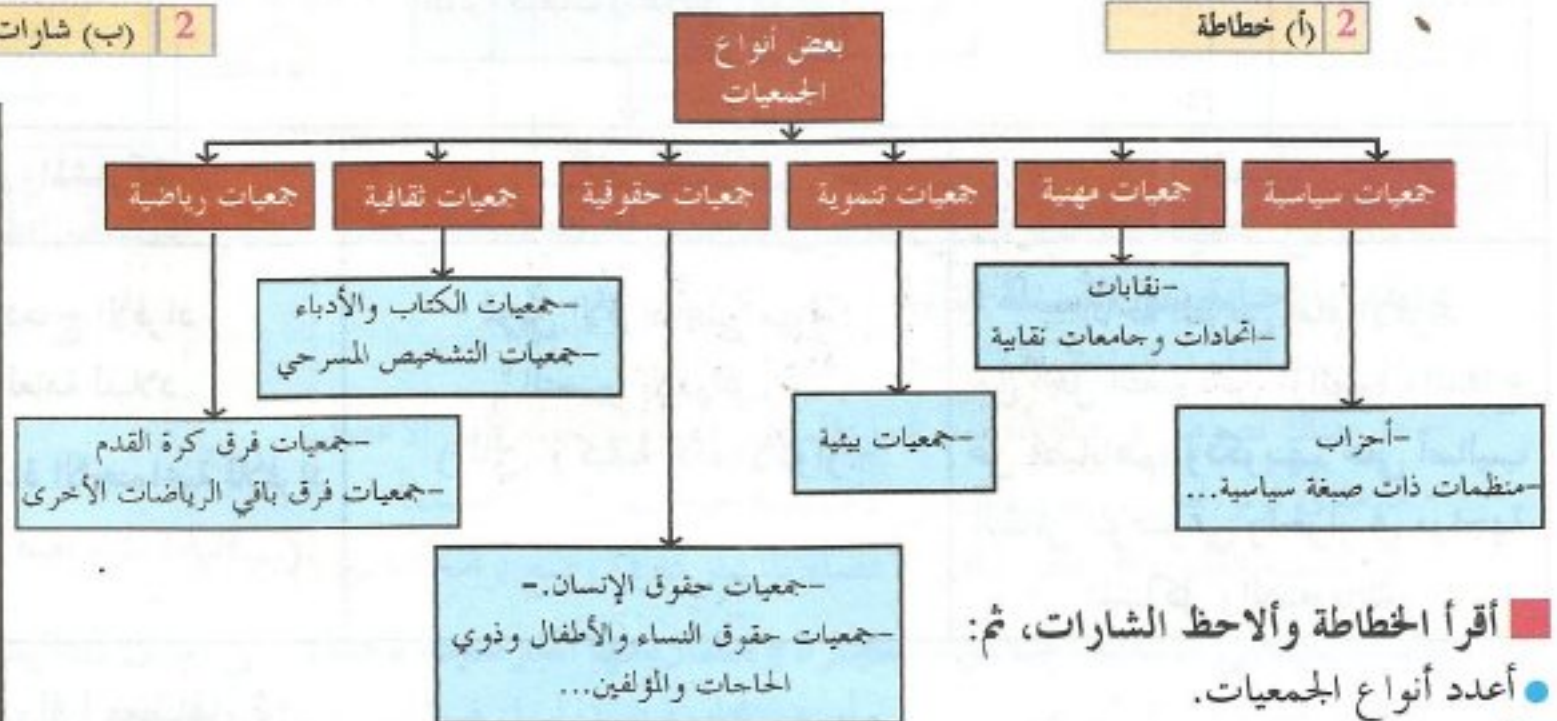 2 (أ) خطاطة
2 (ب) شارات
بعض أنواع
الجمعيات
جمعيات سياسية
جمعيات مهنية
جمعيات تنموية
جمعيات حقوقية
جمعيات ثقافية
جمعيات رياضية
-أحزاب
-منظمات ذات صبغة سياسية...
-نقابات
-اتحادات وجامعات نقابية
-جمعيات بيئية
-جمعيات حقوق الإنسان.-
-جمعيات حقوق النساء والأطفال وذوي
الحاجات والمؤلفين...
-جمعيات الكتاب والأدباء
-جمعيات التشخيص المسرحي
-جمعيات فرق كرة القدم
-جمعيات فرق باقي الرياضات الأخرى
أقرأ الخطاطة وألاحظ الشارات، ثم:
أعدد أنواع الجمعيات.